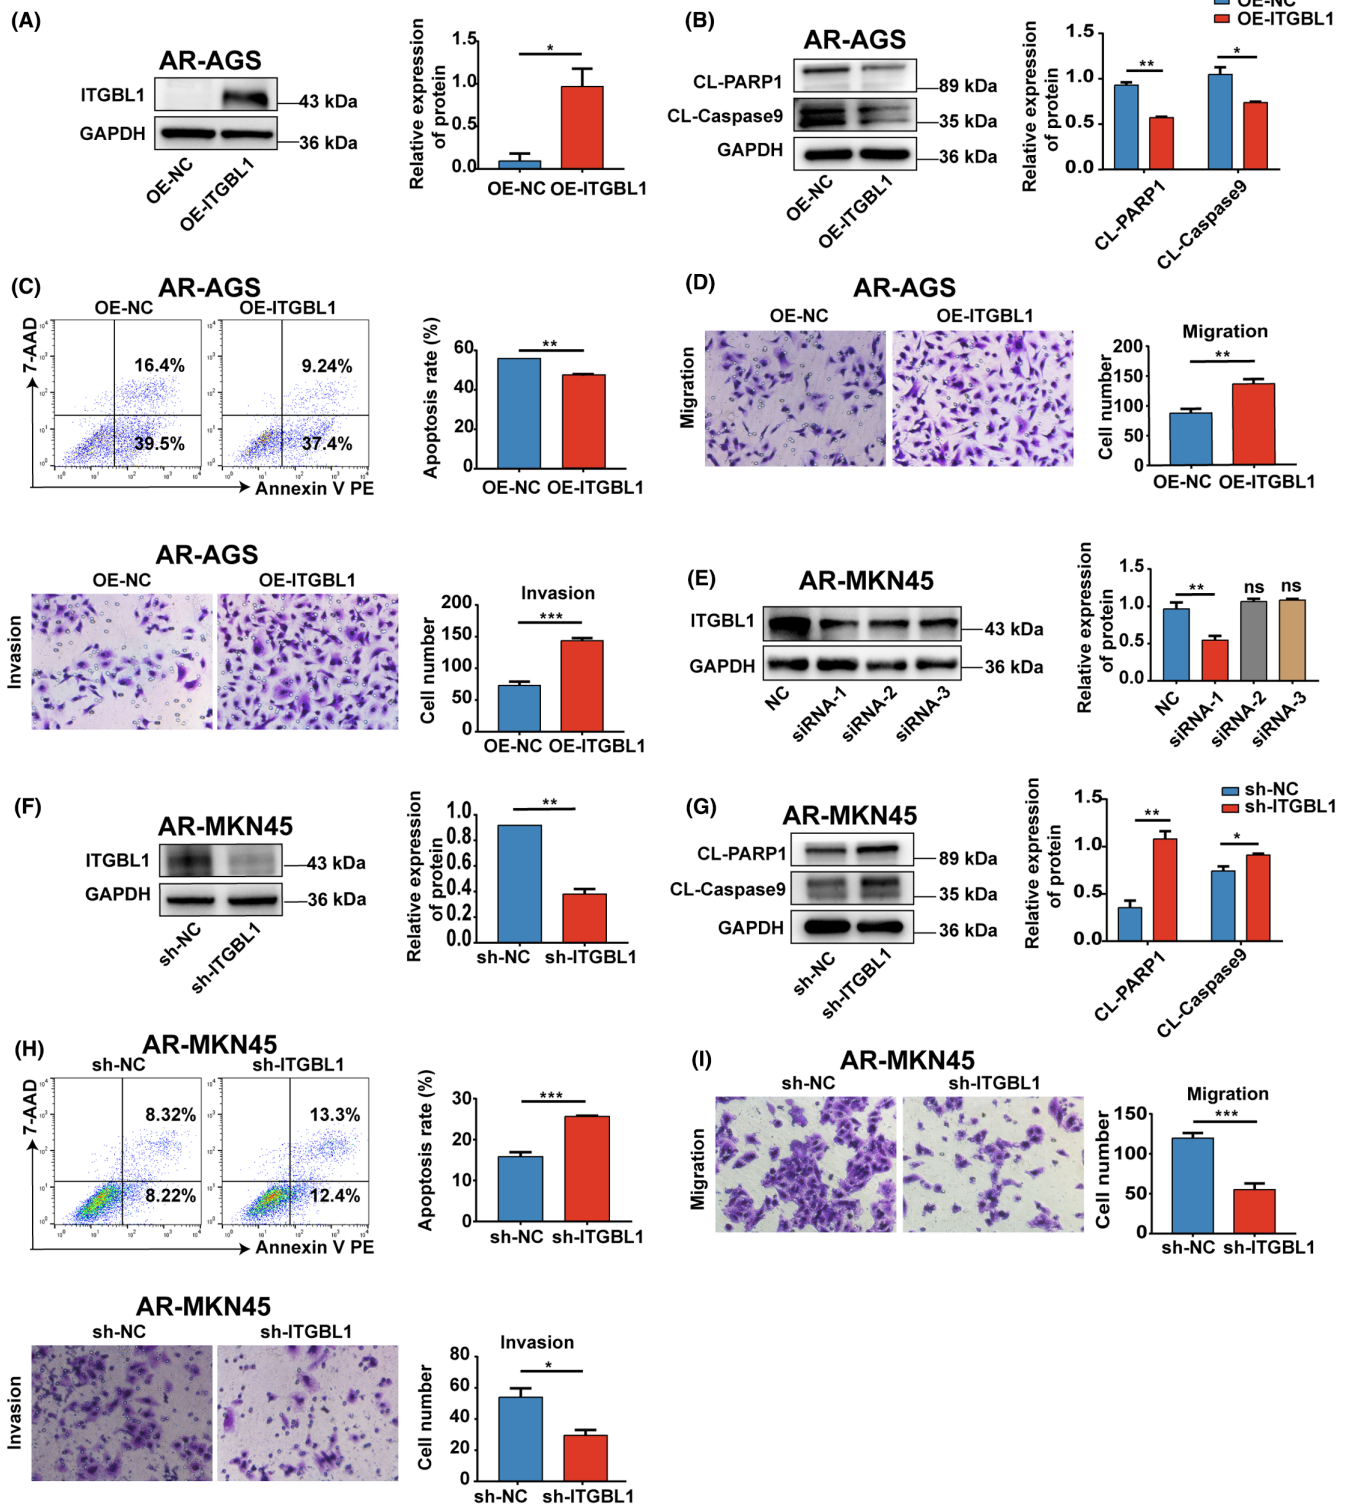 (A)
AR-AGS
ITGBL1
43 kDa
GAPDH
36 kDa
OE-NC
OE-ITGBL1
Relative expression
of protein
1.5
1.0
0.5
0.0
*
OE-NC OE-ITGBL1
(B)
AR-AGS
CL-PARP1
89 kDa
CL-Caspase9
35 kDa
GAPDH
36 kDa
OE-NC
OE-ITGBL1
OE-NC
OE-ITGBL1
Relative expression
of protein
1.5
1.0
0.5
0.0
**
*
CL-PARP1
CL-Caspase9
(C)
AR-AGS
OE-NC
OE-ITGBL1
7-AAD
16.4%
39.5%
9.24%
37.4%
Annexin V PE
Apoptosis rate (%)
60
40
20
0
**
OE-NC OE-ITGBL1
(D)
AR-AGS
OE-NC
OE-ITGBL1
Migration
Migration
Cell number
200
150
100
50
0
**
OE-NC OE-ITGBL1
AR-AGS
OE-NC
OE-ITGBL1
Invasion
Invasion
Cell number
200
150
100
50
0
***
OE-NC OE-ITGBL1
(E)
AR-MKN45
ITGBL1
43 kDa
GAPDH
36 kDa
NC
siRNA-1
siRNA-2
siRNA-3
Relative expression
of protein
1.5
1.0
0.5
0.0
**
ns
ns
NC
siRNA-1
siRNA-2
siRNA-3
(F)
AR-MKN45
ITGBL1
43 kDa
GAPDH
36 kDa
sh-NC
sh-ITGBL1
Relative expression
of protein
1.0
0.8
0.6
0.4
0.2
0.0
**
sh-NC sh-ITGBL1
(G)
AR-MKN45
CL-PARP1
89 kDa
CL-Caspase9
35 kDa
GAPDH
36 kDa
sh-NC
sh-ITGBL1
sh-NC
sh-ITGBL1
Relative expression
of protein
1.5
1.0
0.5
0.0
**
*
CL-PARP1
CL-Caspase9
(H)
AR-MKN45
sh-NC
sh-ITGBL1
7-AAD
8.32%
8.22%
13.3%
12.4%
Annexin V PE
Apoptosis rate (%)
30
20
10
0
***
sh-NC sh-ITGBL1
(I)
AR-MKN45
sh-NC
sh-ITGBL1
Migration
Migration
Cell number
150
100
50
0
***
sh-NC sh-ITGBL1
AR-MKN45
sh-NC
sh-ITGBL1
Invasion
Invasion
Cell number
80
60
40
20
0
*
sh-NC sh-ITGBL1